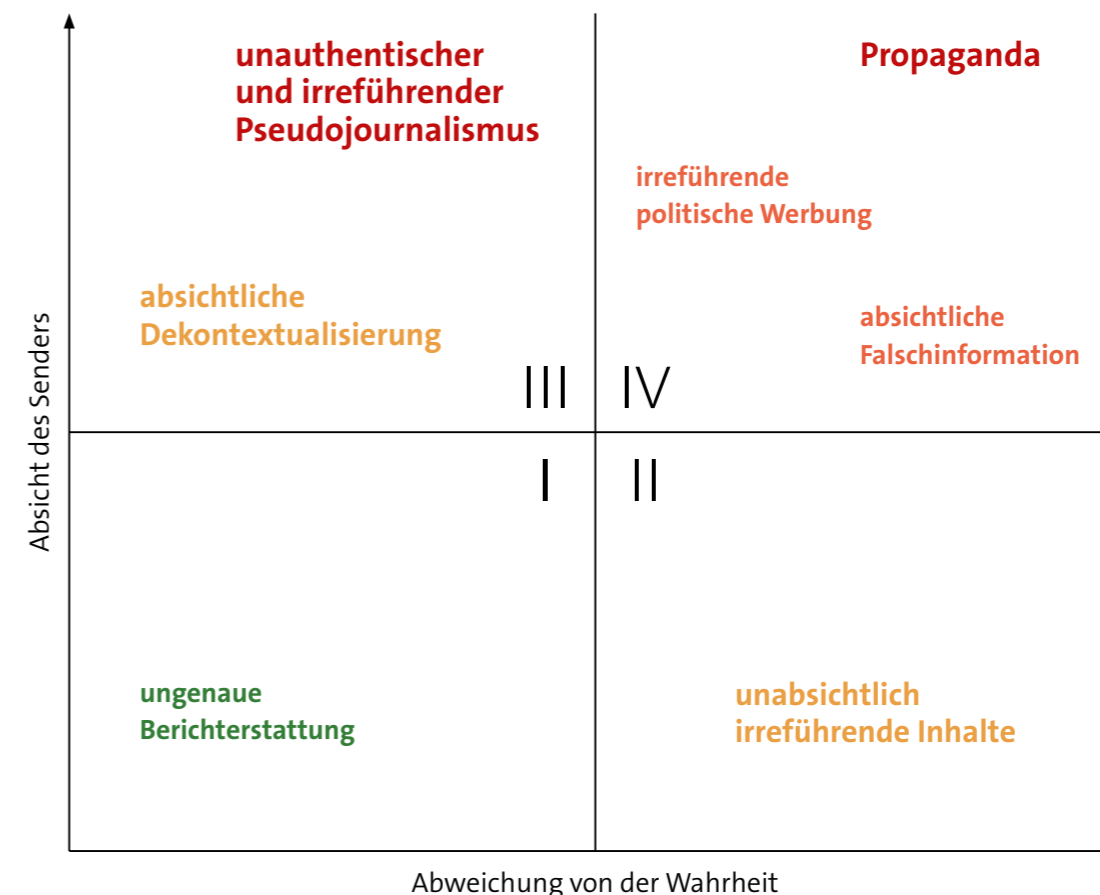 unauthentischer
und irreführender
Pseudojournalismus
Propaganda
irreführende
politische Werbung
absichtliche
Dekontextualisierung
absichtliche
Falschinformation
III
IV
I
II
ungenaue
Berichterstattung
unabsichtlich
irreführende Inhalte
Absicht des Senders
Abweichung von der Wahrheit